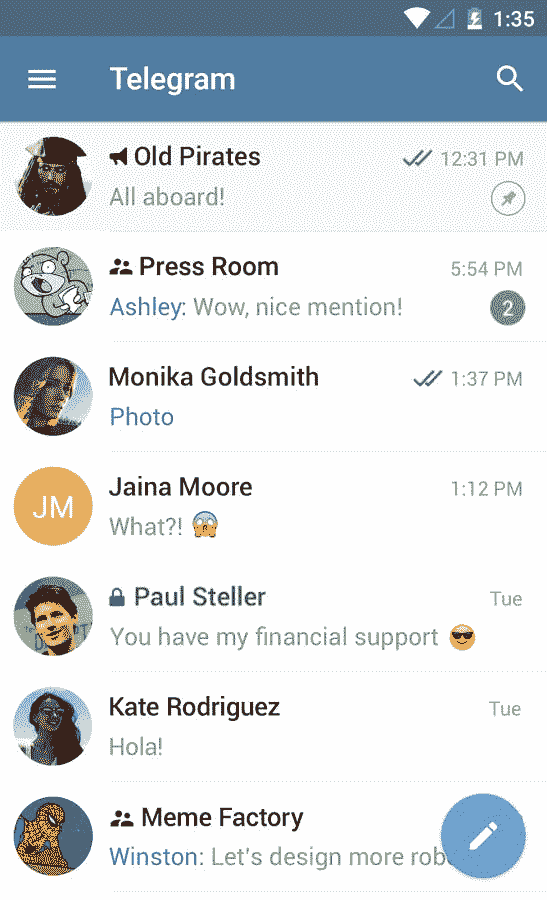 1:35
Telegram
Old Pirates 12:31 PM
All aboard!
Press Room 5:54 PM
Ashley: Wow, nice mention! 2
Monika Goldsmith 1:37 PM
Photo
JM
Jaina Moore 1:12 PM
What?! 😱
Paul Steller Tue
You have my financial support 😎
Kate Rodriguez Tue
Hola!
Meme Factory
Winston: Let's design more